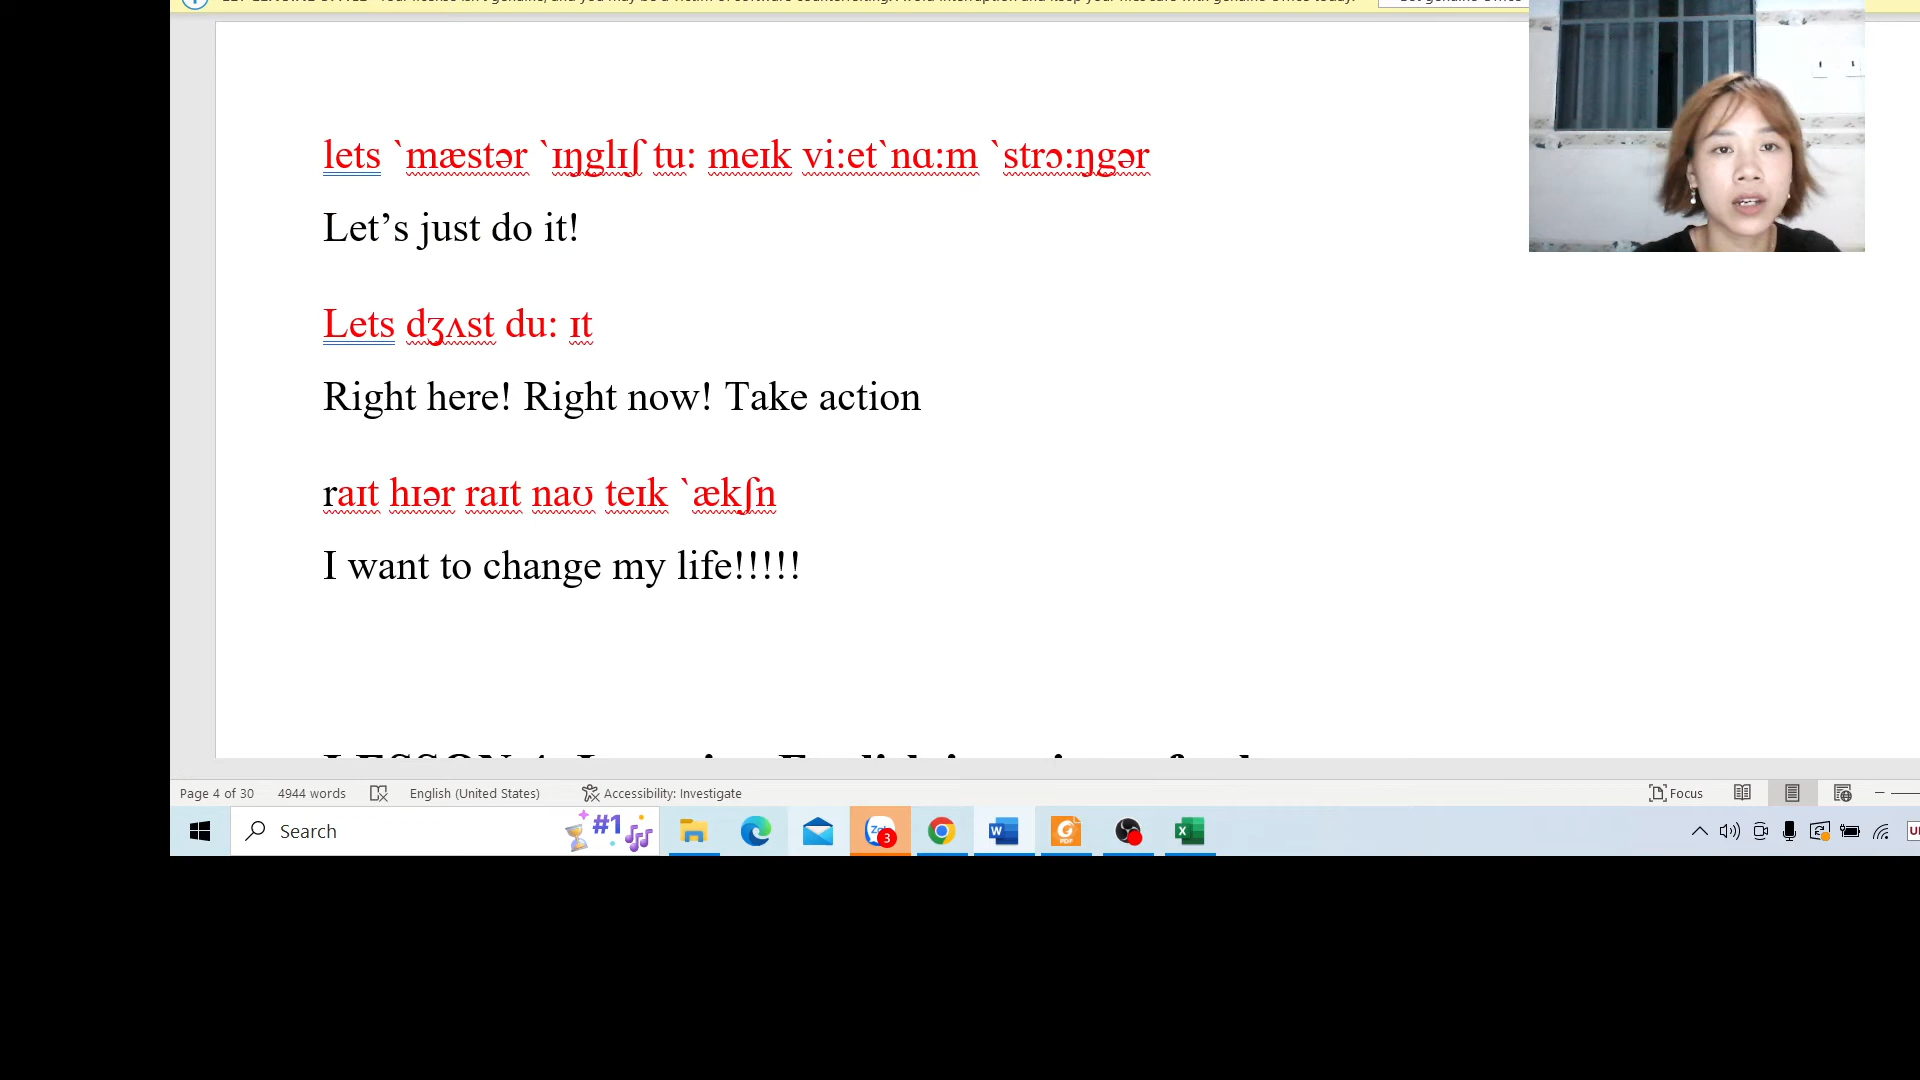 lets `mæstər `ɪŋglɪʃ tu: meɪk vi:et`nɑ:m `strɔ:ŋgər
Let’s just do it!
Lets dʒʌst du: ɪt
Right here! Right now! Take action
raɪt hɪər raɪt naʊ teɪk `ækʃn
I want to change my life!!!!!
Page 4 of 30 4944 words English (United States) Accessibility: Investigate Focus
Search #1 3